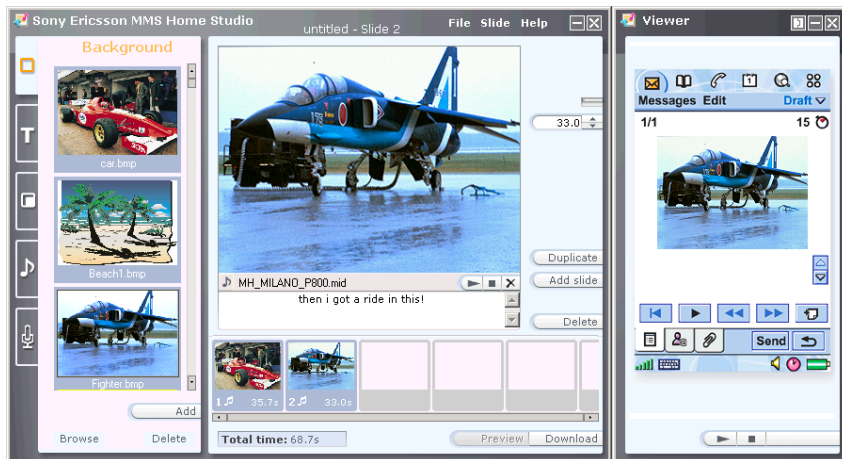 Sony Ericsson MMS Home Studio
untitled - Slide 2
File Slide Help
Background
car.bmp
Beach1.bmp
Fighter.bmp
Add
Browse
Delete
T
33.0
Duplicate
Add slide
Delete
MH_MILANO_P800.mid
then i got a ride in this!
1 35.7s
2 33.0s
Total time: 68.7s
Preview
Download
Viewer
1
Messages Edit Draft
1/1 15
Send